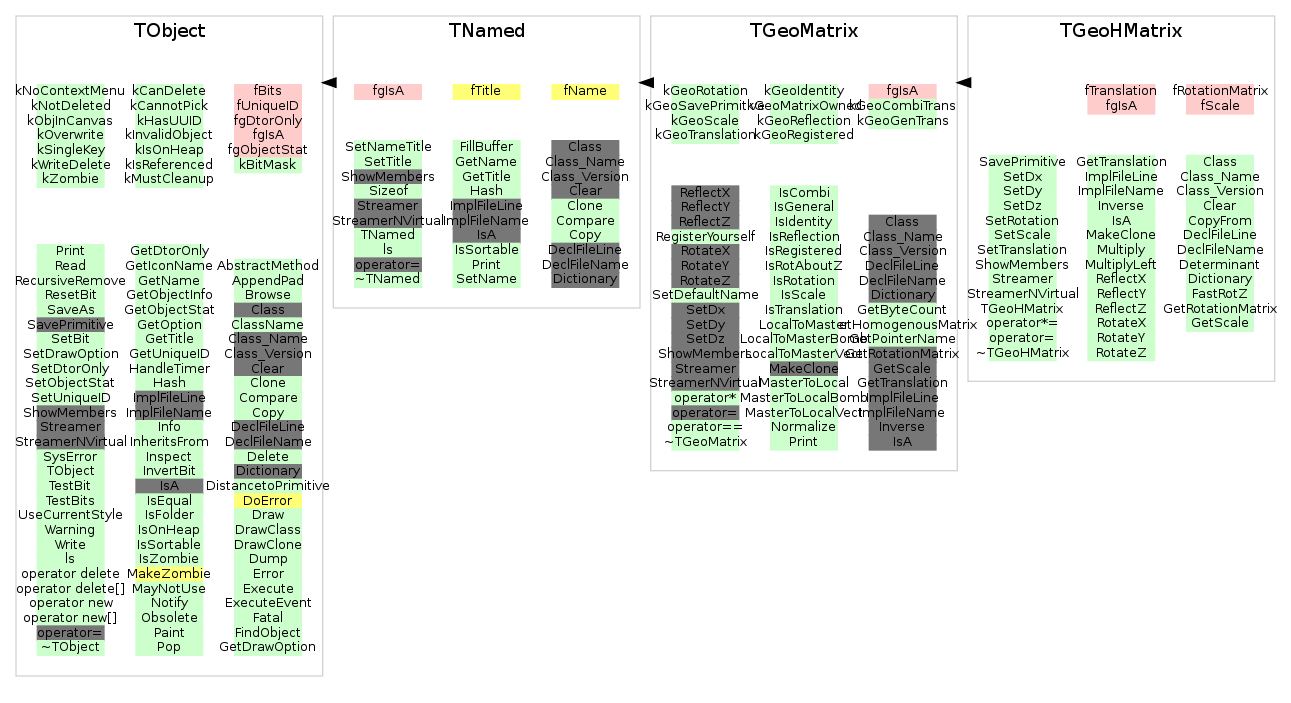 TObject
kNoContextMenu
kNotDeleted
kObjInCanvas
kOverwrite
kSingleKey
kWriteDelete
kZombie
kCanDelete
kCannotPick
kHasUUID
kInvalidObject
kIsOnHeap
kIsReferenced
kMustCleanup
fBits
fUniqueID
fgDtorOnly
fgIsA
fgObjectStat
kBitMask
Print
Read
RecursiveRemove
ResetBit
SaveAs
SavePrimitive
SetBit
SetDrawOption
SetDtorOnly
SetObjectStat
SetUniqueID
ShowMembers
Streamer
StreamerNVirtual
SysError
TObject
TestBit
TestBits
UseCurrentStyle
Warning
Write
ls
operator delete
operator delete[]
operator new
operator new[]
operator=
~TObject
GetDtorOnly
GetIconName
GetName
GetObjectInfo
GetObjectStat
GetOption
GetTitle
GetUniqueID
HandleTimer
Hash
ImplFileLine
ImplFileName
Info
InheritsFrom
Inspect
InvertBit
IsA
IsEqual
IsFolder
IsOnHeap
IsSortable
IsZombie
MakeZombie
MayNotUse
Notify
Obsolete
Paint
Pop
AbstractMethod
AppendPad
Browse
Class
ClassName
Class_Name
Class_Version
Clear
Clone
Compare
Copy
DeclFileLine
DeclFileName
Delete
Dictionary
DistancetoPrimitive
DoError
Draw
DrawClass
DrawClone
Dump
Error
Execute
ExecuteEvent
Fatal
FindObject
GetDrawOption
TNamed
fgIsA
fTitle
fName
SetNameTitle
SetTitle
ShowMembers
Sizeof
Streamer
StreamerNVirtual
TNamed
ls
operator=
~TNamed
FillBuffer
GetName
GetTitle
Hash
ImplFileLine
ImplFileName
IsA
IsSortable
Print
SetName
Class
Class_Name
Class_Version
Clear
Clone
Compare
Copy
DeclFileLine
DeclFileName
Dictionary
TGeoMatrix
kGeoRotation
kGeoSavePrimitive
kGeoScale
kGeoTranslation
kGeoIdentity
kGeoMatrixOwned
kGeoReflection
kGeoRegistered
fgIsA
kGeoCombiTrans
kGeoGenTrans
ReflectX
ReflectY
ReflectZ
RegisterYourself
RotateX
RotateY
RotateZ
SetDefaultName
SetDx
SetDy
SetDz
ShowMembers
Streamer
StreamerNVirtual
operator*
operator=
operator==
~TGeoMatrix
IsCombi
IsGeneral
IsIdentity
IsReflection
IsRegistered
IsRotAboutZ
IsRotation
IsScale
IsTranslation
LocalToMaster
LocalToMasterBomb
LocalToMasterVect
MakeClone
MasterToLocal
MasterToLocalBomb
MasterToLocalVect
Normalize
Print
Class
Class_Name
Class_Version
DeclFileLine
DeclFileName
Dictionary
GetByteCount
GetHomogenousMatrix
GetPointerName
GetRotationMatrix
GetScale
GetTranslation
ImplFileLine
ImplFileName
Inverse
IsA
TGeoHMatrix
fTranslation
fgIsA
fRotationMatrix
fScale
SavePrimitive
SetDx
SetDy
SetDz
SetRotation
SetScale
SetTranslation
ShowMembers
Streamer
StreamerNVirtual
TGeoHMatrix
operator*=
operator=
~TGeoHMatrix
GetTranslation
ImplFileLine
ImplFileName
Inverse
IsA
MakeClone
Multiply
MultiplyLeft
ReflectX
ReflectY
ReflectZ
RotateX
RotateY
RotateZ
Class
Class_Name
Class_Version
Clear
CopyFrom
DeclFileLine
DeclFileName
Determinant
Dictionary
FastRotZ
GetRotationMatrix
GetScale